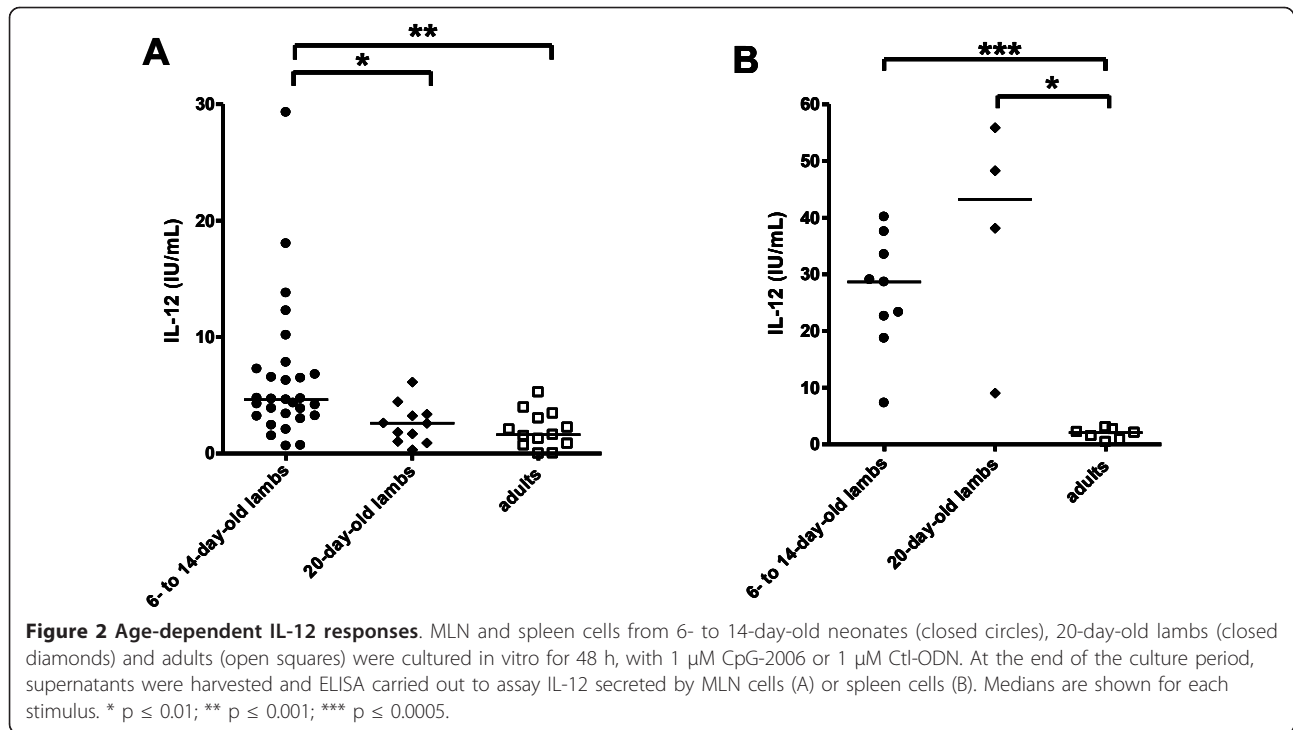 A
**
*
30
20
10
0
IL-12 (IU/mL)
6- to 14-day-old lambs
20-day-old lambs
adults
B
***
*
60
50
40
30
20
10
0
IL-12 (IU/mL)
6- to 14-day-old lambs
20-day-old lambs
adults
Figure 2 Age-dependent IL-12 responses. MLN and spleen cells from 6- to 14-day-old neonates (closed circles), 20-day-old lambs (closed
diamonds) and adults (open squares) were cultured in vitro for 48 h, with 1 μM CpG-2006 or 1 μM Ctl-ODN. At the end of the culture period,
supernatants were harvested and ELISA carried out to assay IL-12 secreted by MLN cells (A) or spleen cells (B). Medians are shown for each
stimulus. * p ≤ 0.01; ** p ≤ 0.001; *** p ≤ 0.0005.